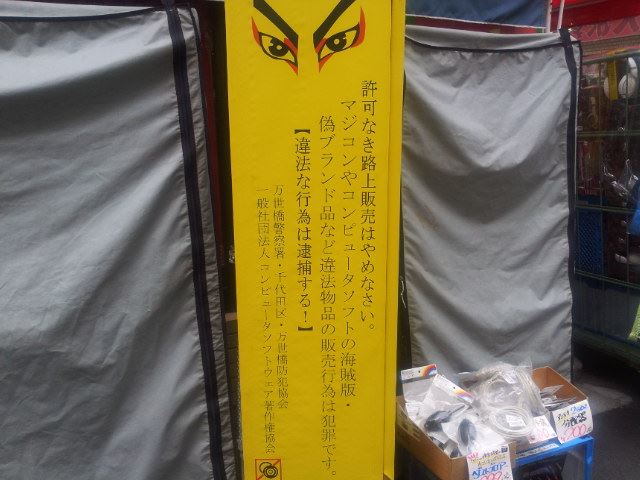 許可なき路上販売はやめなさい。
マジコンやコンピュータソフトの海賊版・
偽ブランド品など違法物品の販売行為は犯罪です。
【違法な行為は逮捕する！】
万世橋警察署・千代田区・万世橋防犯協会
一般社団法人コンピュータソフトウェア著作権協会